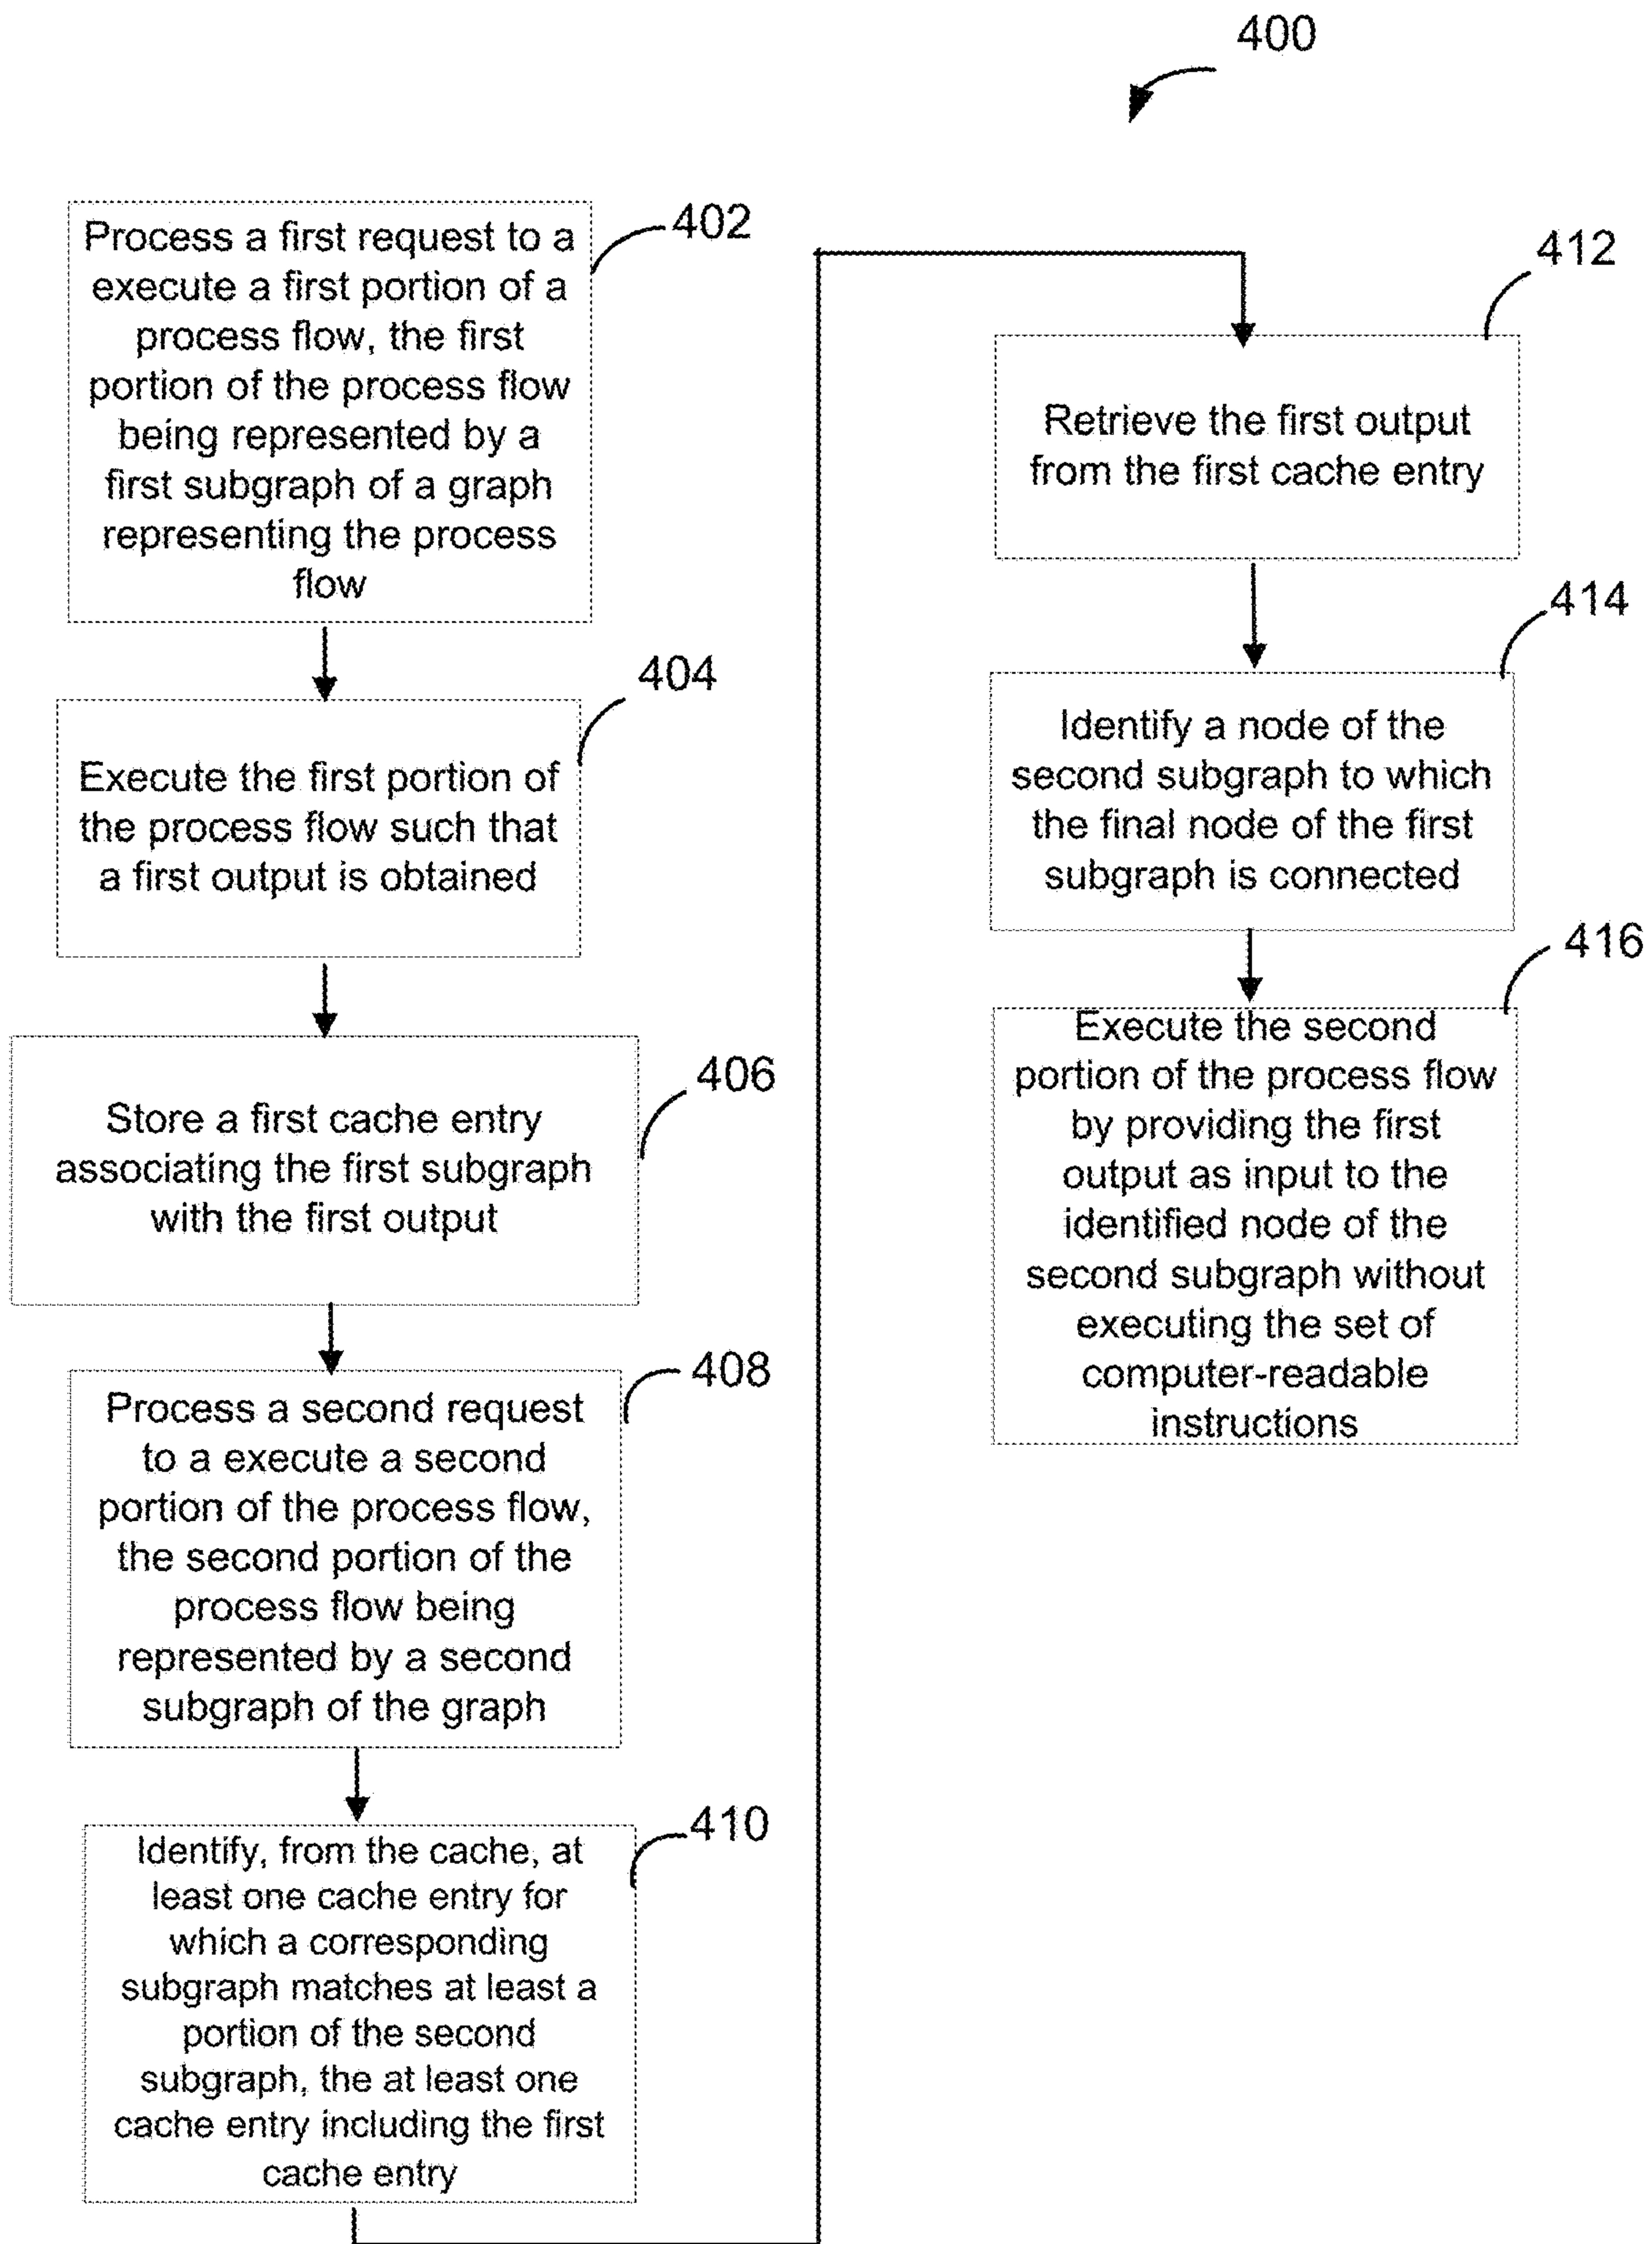 400
402
Process a first request to a
execute a first portion of a
process flow, the first
portion of the process flow
being represented by a
first subgraph of a graph
representing the process
flow
404
Execute the first portion of
the process flow such that
a first output is obtained
406
Store a first cache entry
associating the first subgraph
with the first output
408
Process a second request
to a execute a second
portion of the process flow,
the second portion of the
process flow being
represented by a second
subgraph of the graph
410
Identify, from the cache, at
least one cache entry for
which a corresponding
subgraph matches at least a
portion of the second
subgraph, the at least one
cache entry including the first
cache entry
412
Retrieve the first output
from the first cache entry
414
Identify a node of the
second subgraph to which
the final node of the first
subgraph is connected
416
Execute the second
portion of the process flow
by providing the first
output as input to the
identified node of the
second subgraph without
executing the set of
computer-readable
instructions